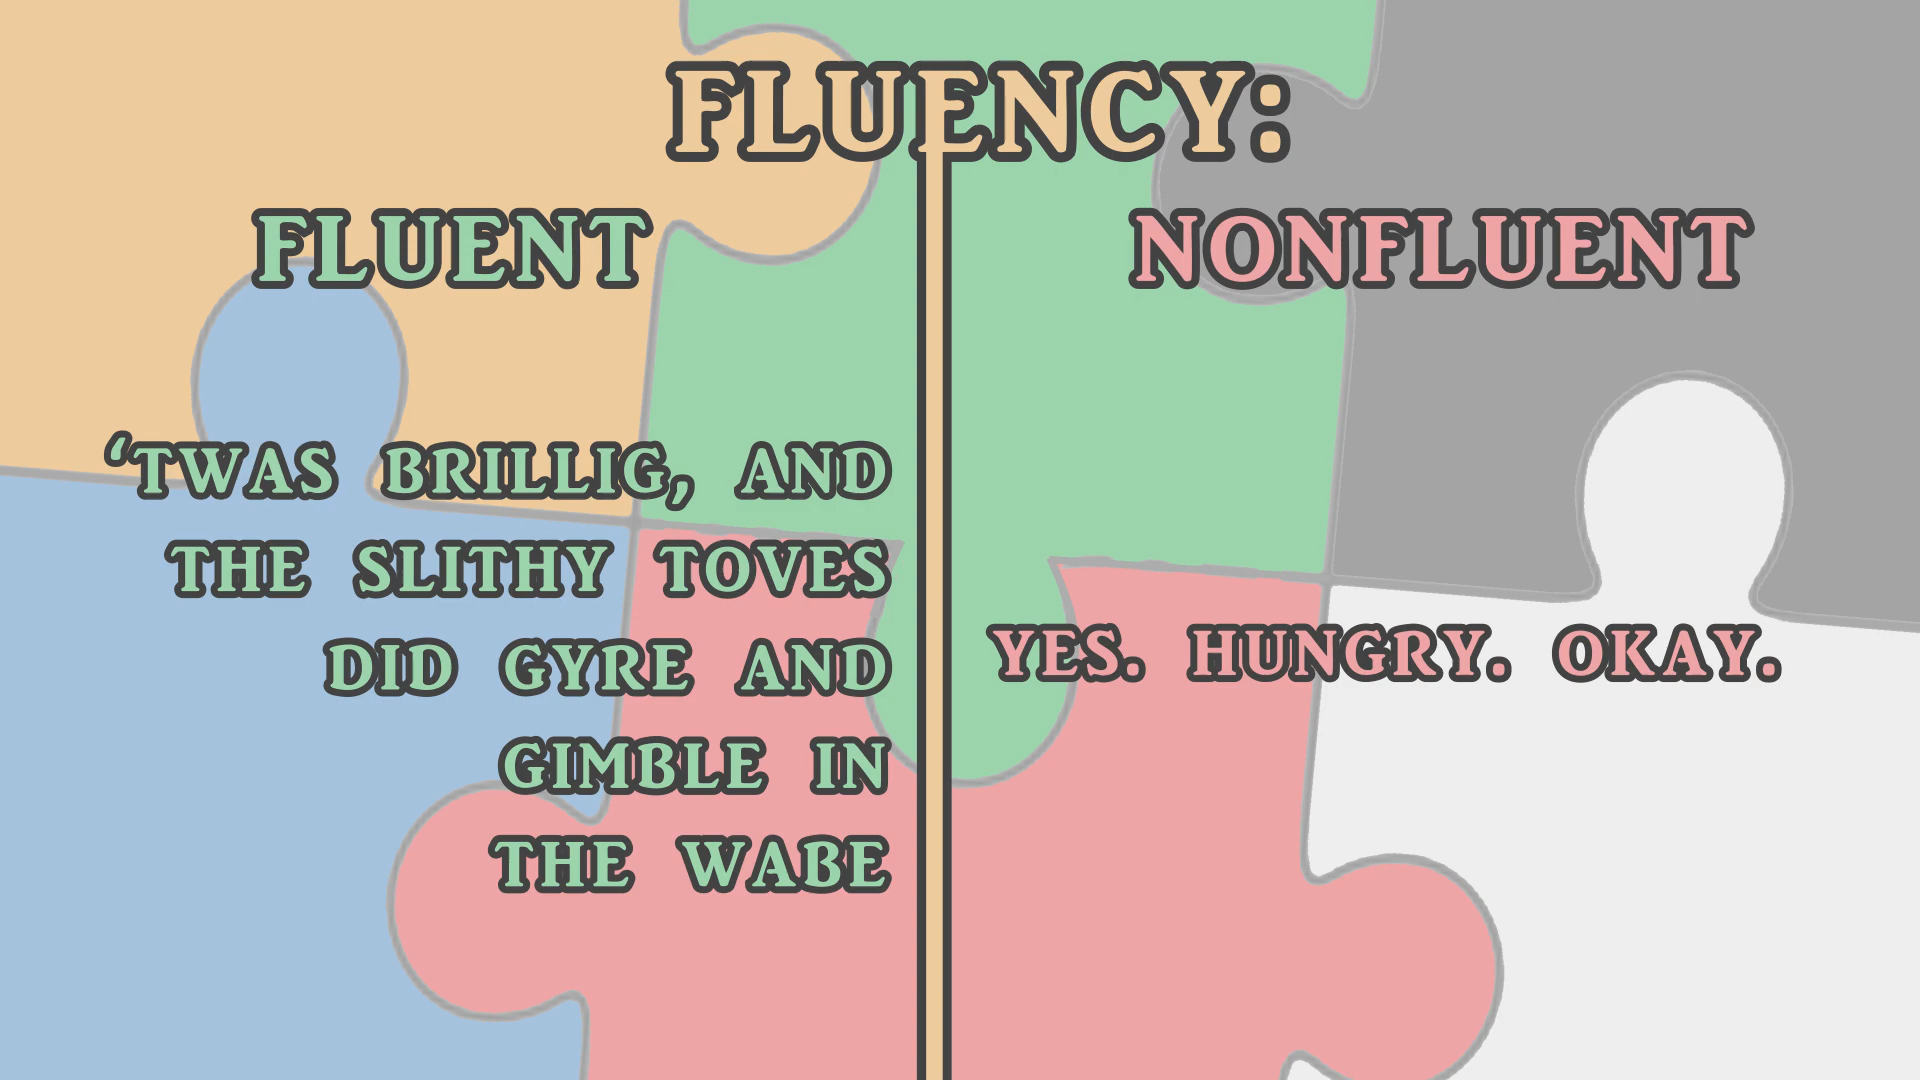 FLUENCY:
FLUENT
NONFLUENT
‘TWAS BRILLIG, AND
THE SLITHY TOVES
DID GYRE AND
GIMBLE IN
THE WABE
YES. HUNGRY. OKAY.